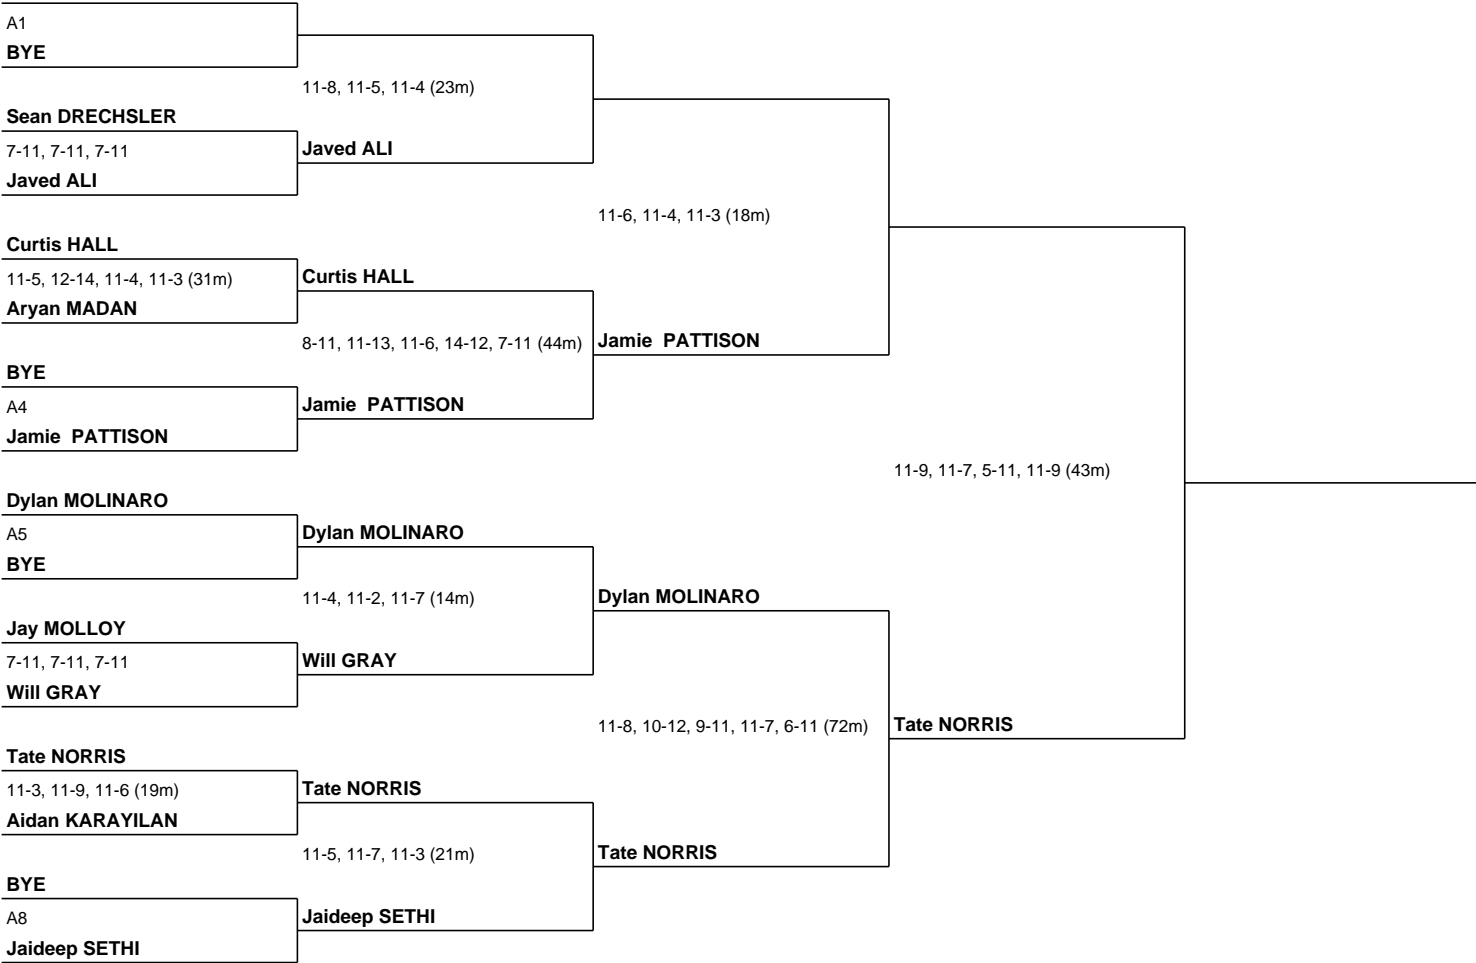 A1
BYE
11-8, 11-5, 11-4 (23m)
Sean DRECHSLER
7-11, 7-11, 7-11
Javed ALI
Javed ALI
11-6, 11-4, 11-3 (18m)
Curtis HALL
11-5, 12-14, 11-4, 11-3 (31m)
Curtis HALL
Aryan MADAN
8-11, 11-13, 11-6, 14-12, 7-11 (44m)
Jamie  PATTISON
BYE
A4
Jamie  PATTISON
Jamie  PATTISON
11-9, 11-7, 5-11, 11-9 (43m)
Dylan MOLINARO
A5
Dylan MOLINARO
BYE
11-4, 11-2, 11-7 (14m)
Dylan MOLINARO
Jay MOLLOY
7-11, 7-11, 7-11
Will GRAY
Will GRAY
11-8, 10-12, 9-11, 11-7, 6-11 (72m)
Tate NORRIS
Tate NORRIS
11-3, 11-9, 11-6 (19m)
Tate NORRIS
Aidan KARAYILAN
11-5, 11-7, 11-3 (21m)
Tate NORRIS
BYE
A8
Jaideep SETHI
Jaideep SETHI